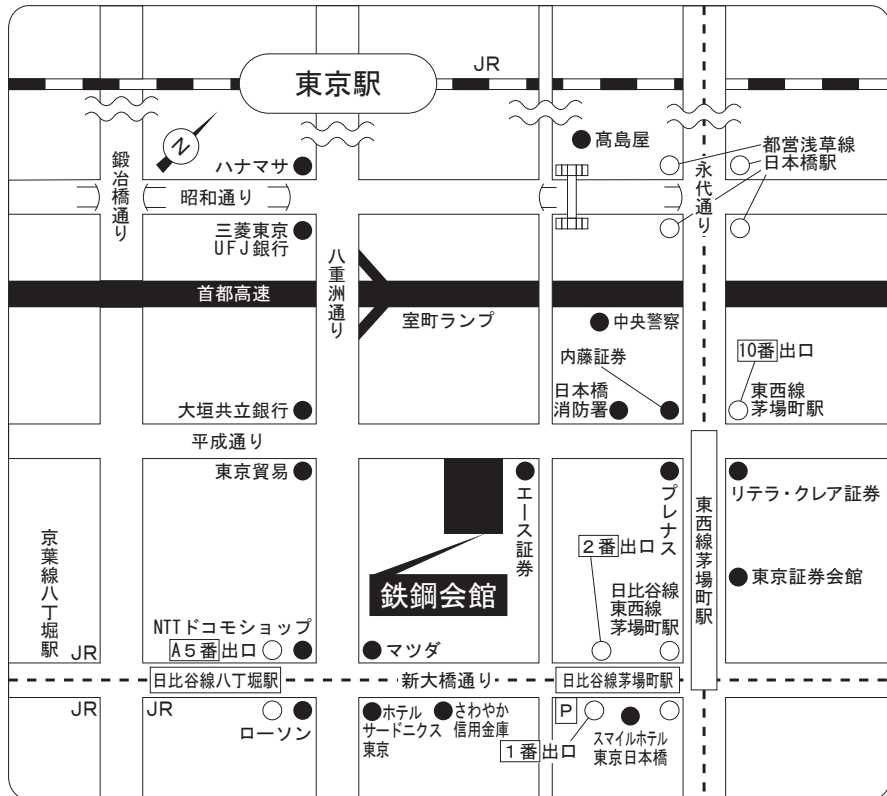 JR
東京駅
髙島屋
都営浅草線
日本橋駅
鍛冶橋通り
N
ハナマサ
永代通り
昭和通り
三菱東京
UFJ銀行
八重洲通り
首都高速
室町ランプ
中央警察
内藤証券
10番出口
日本橋
消防署
東西線
茅場町駅
大垣共立銀行
平成通り
東京貿易
エース証券
プレナス
リテラ・クレア証券
東西線茅場町駅
京葉線八丁堀駅
2番出口
東京証券会館
鉄鋼会館
日比谷線
東西線
茅場町駅
NTTドコモショップ
A5番出口
マツダ
JR
日比谷線八丁堀駅
新大橋通り
日比谷線茅場町駅
JR
JR
ローソン
ホテル
サードニクス
東京
さわやか
信用金庫
P
1番出口
スマイルホテル
東京日本橋